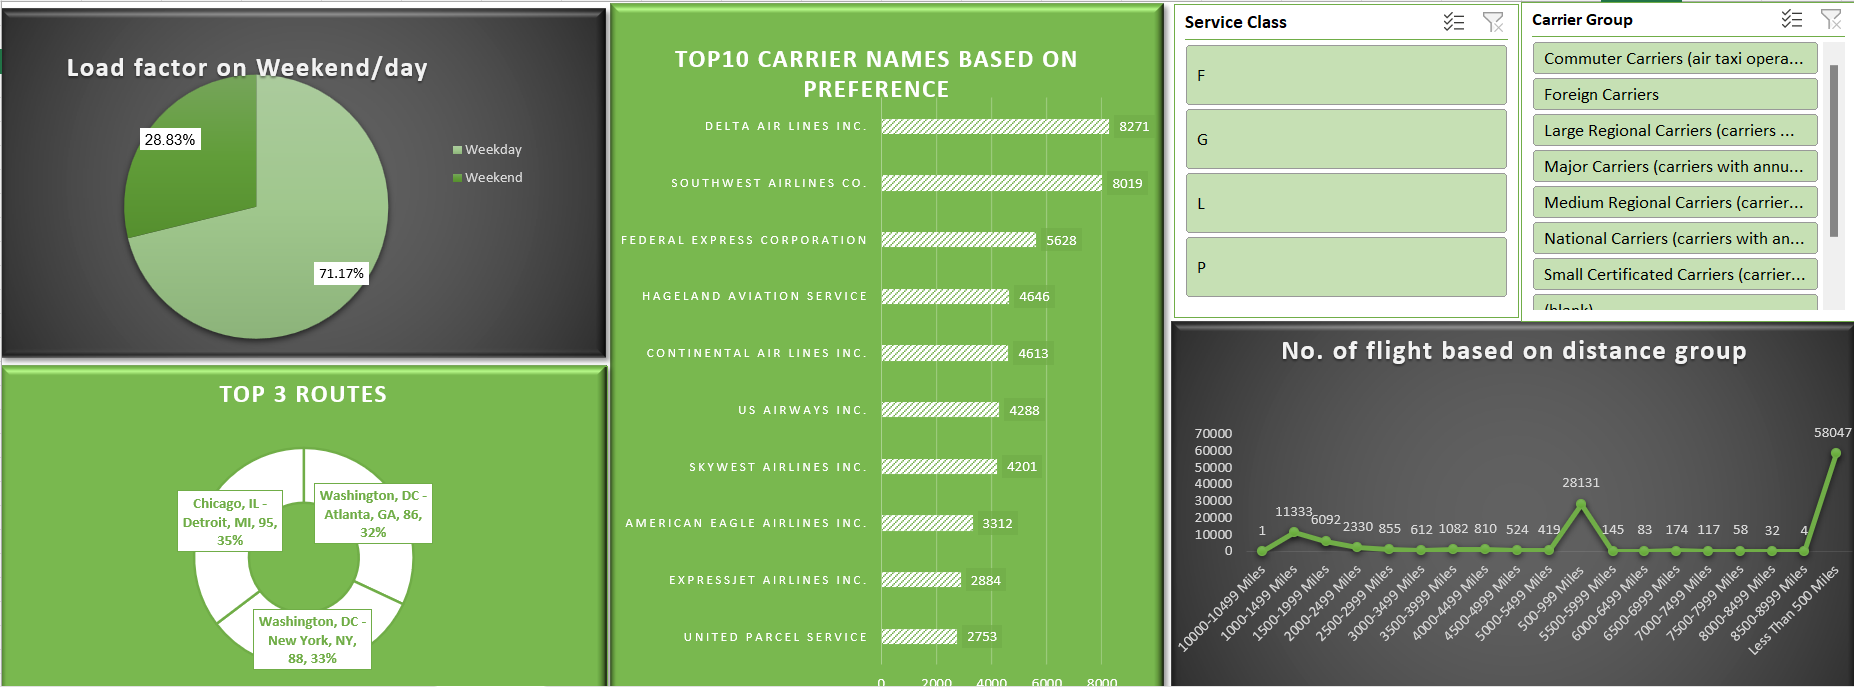 Load factor on Weekend/day
28.83%
71.17%
Weekday
Weekend
TOP 3 ROUTES
Chicago, IL -
Detroit, MI, 95,
35%
Washington, DC -
Atlanta, GA, 86,
32%
Washington, DC -
New York, NY,
88, 33%
TOP10 CARRIER NAMES BASED ON
PREFERENCE
DELTA AIR LINES INC. 8271
SOUTHWEST AIRLINES CO. 8019
FEDERAL EXPRESS CORPORATION 5628
HAGELAND AVIATION SERVICE 4646
CONTINENTAL AIR LINES INC. 4613
US AIRWAYS INC. 4288
SKYWEST AIRLINES INC. 4201
AMERICAN EAGLE AIRLINES INC. 3312
EXPRESSJET AIRLINES INC. 2884
UNITED PARCEL SERVICE 2753
0 2000 4000 6000 8000
Service Class
F
G
L
P
Carrier Group
Commuter Carriers (air taxi opera...
Foreign Carriers
Large Regional Carriers (carriers ...
Major Carriers (carriers with annu...
Medium Regional Carriers (carrier...
National Carriers (carriers with an...
Small Certificated Carriers (carrier...
(blank)
No. of flight based on distance group
70000
60000
50000
40000
30000
20000
10000
0
1 11333 6092 2330 855 612 1082 810 524 419 28131 145 83 174 117 58 32 4 58047
10000-10499 Miles
1000-1499 Miles
1500-1999 Miles
2000-2499 Miles
2500-2999 Miles
3000-3499 Miles
3500-3999 Miles
4000-4499 Miles
4500-4999 Miles
5000-5499 Miles
500-999 Miles
5500-5999 Miles
6000-6499 Miles
6500-6999 Miles
7000-7499 Miles
7500-7999 Miles
8000-8499 Miles
8500-8999 Miles
Less Than 500 Miles